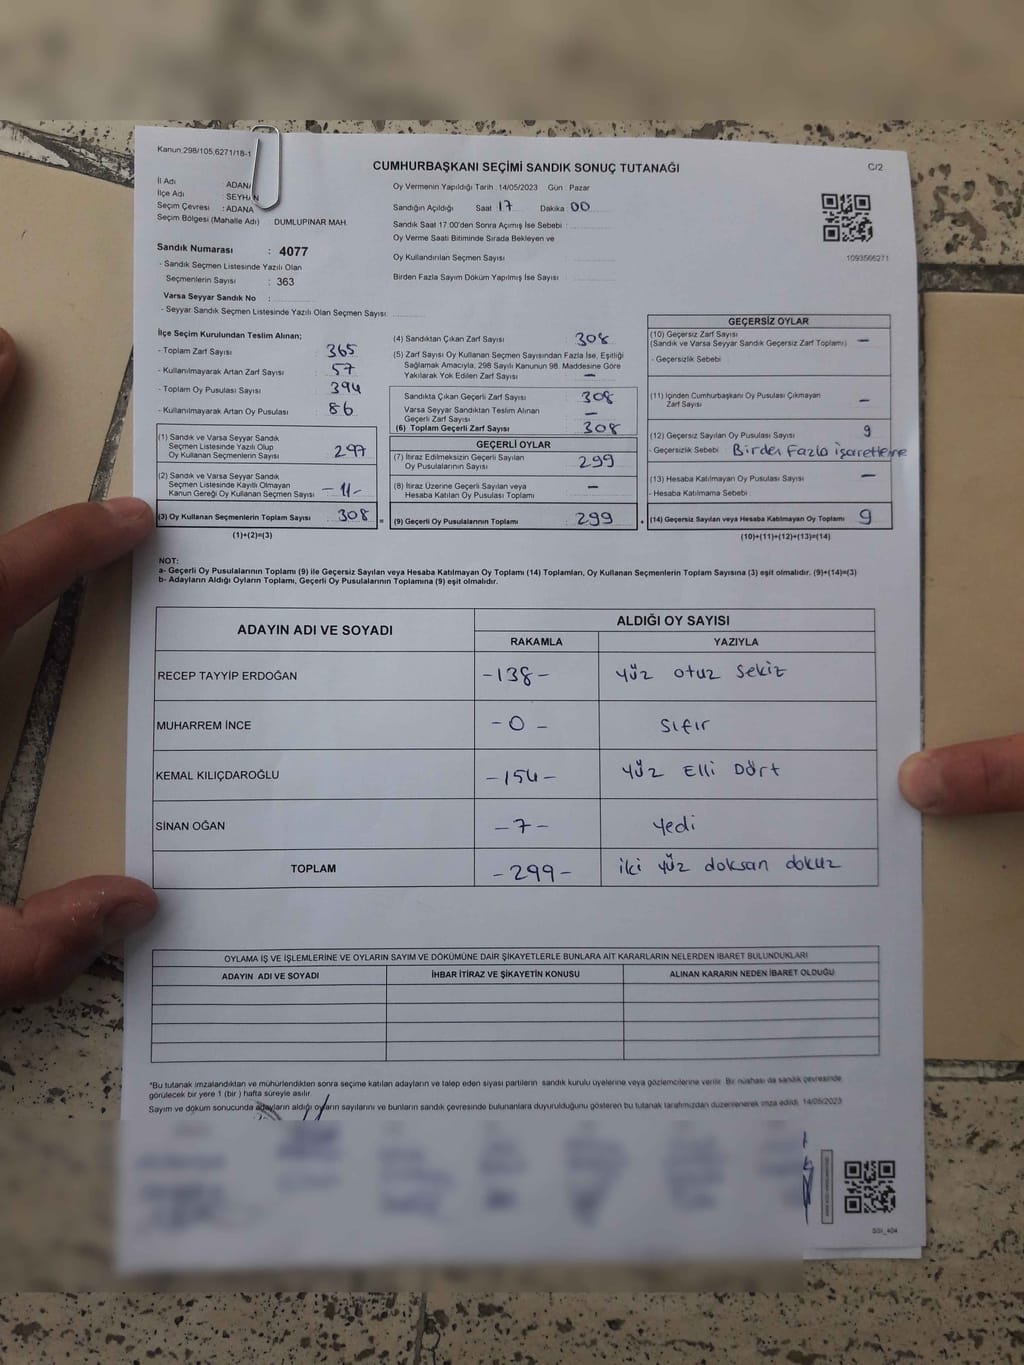 Kanun:298/105,6271/18-1
CUMHURBAŞKANI SEÇİMİ SANDIK SONUÇ TUTANAĞI
C/2
İl Adı : ADANA
İlçe Adı : SEYHAN
Seçim Çevresi : ADANA
Seçim Bölgesi (Mahalle Adı) : DUMLUPINAR MAH.
Sandık Numarası : 4077
- Sandık Seçmen Listesinde Yazılı Olan
Seçmenlerin Sayısı : 363
Varsa Seyyar Sandık No :
- Seyyar Sandık Seçmen Listesinde Yazılı Olan Seçmen Sayısı:
Oy Vermenin Yapıldığı Tarih :14/05/2023 Gün : Pazar
Sandığın Açıldığı Saat 17 Dakika 00
Sandık Saat 17:00'den Sonra Açımış İse Sebebi :
Oy Verme Saati Bitiminde Sırada Bekleyen ve
Oy Kullandırılan Seçmen Sayısı :
Birden Fazla Sayım Döküm Yapılmış İse Sayısı :
1093566271
İlçe Seçim Kurulundan Teslim Alınan;
- Toplam Zarf Sayısı : 365
- Kullanılmayarak Artan Zarf Sayısı : 57
- Toplam Oy Pusulası Sayısı : 394
- Kullanılmayarak Artan Oy Pusulası : 86
(1) Sandık ve Varsa Seyyar Sandık
Seçmen Listesinde Yazılı Olup
Oy Kullanan Seçmenlerin Sayısı : 297
(2) Sandık ve Varsa Seyyar Sandık
Seçmen Listesinde Kayıtlı Olmayan
Kanun Gereği Oy Kullanan Seçmen Sayısı : -11-
(3) Oy Kullanan Seçmenlerin Toplam Sayısı : 308 =
(1)+(2)=(3)
(4) Sandıktan Çıkan Zarf Sayısı : 308
(5) Zarf Sayısı Oy Kullanan Seçmen Sayısından Fazla İse, Eşitliği
Sağlamak Amacıyla, 298 Sayılı Kanunun 98. Maddesine Göre
Yakılarak Yok Edilen Zarf Sayısı : -
Sandıkta Çıkan Geçerli Zarf Sayısı : 308
Varsa Seyyar Sandıktan Teslim Alınan
Geçerli Zarf Sayısı : -
(6) Toplam Geçerli Zarf Sayısı : 308
GEÇERLİ OYLAR
(7) İtiraz Edilmeksizin Geçerli Sayılan
Oy Pusulalarının Sayısı : 299
(8) İtiraz Üzerine Geçerli Sayılan veya
Hesaba Katılan Oy Pusulası Toplamı : -
(9) Geçerli Oy Pusulalarının Toplamı : 299 +
GEÇERSİZ OYLAR
(10) Geçersiz Zarf Sayısı
(Sandık ve Varsa Seyyar Sandık Geçersiz Zarf Toplamı) : -
- Geçersizlik Sebebi :
(11) İçinden Cumhurbaşkanı Oy Pusulası Çıkmayan
Zarf Sayısı : -
(12) Geçersiz Sayılan Oy Pusulası Sayısı : 9
- Geçersizlik Sebebi : Birden Fazla işaretleme
(13) Hesaba Katılmayan Oy Pusulası Sayısı : -
- Hesaba Katılmama Sebebi :
(14) Geçersiz Sayılan veya Hesaba Katılmayan Oy Toplamı : 9
(10)+(11)+(12)+(13)=(14)
NOT:
a- Geçerli Oy Pusulalarının Toplamı (9) ile Geçersiz Sayılan veya Hesaba Katılmayan Oy Toplamı (14) Toplamları, Oy Kullanan Seçmenlerin Toplam Sayısına (3) eşit olmalıdır. (9)+(14)=(3)
b- Adayların Aldığı Oyların Toplamı, Geçerli Oy Pusulalarının Toplamına (9) eşit olmalıdır.
ADAYIN ADI VE SOYADI
ALDIĞI OY SAYISI
RAKAMLA YAZIYLA
RECEP TAYYİP ERDOĞAN -138- yüz otuz sekiz
MUHARREM İNCE -0- sıfır
KEMAL KILIÇDAROĞLU -154- yüz Elli Dört
SİNAN OĞAN -7- yedi
TOPLAM -299- iki yüz doksan dokuz
OYLAMA İŞ VE İŞLEMLERİNE VE OYLARIN SAYIM VE DÖKÜMÜNE DAİR ŞİKAYETLERLE BUNLARA AİT KARARLARIN NELERDEN İBARET BULUNDUKLARI
ADAYIN ADI VE SOYADI İHBAR İTİRAZ VE ŞİKAYETİN KONUSU ALINAN KARARIN NEDEN İBARET OLDUĞU
*Bu tutanak imzalandıktan ve mühürlendikten sonra seçime katılan adayların ve talep eden siyasi partilerin sandık kurulu üyelerine veya gözlemcilerine verilir. Bir nüshası da sandık çevresinde
görülecek bir yere 1 (bir ) hafta süreyle asılır
Sayım ve döküm sonucunda adayların aldığı oyların sayılarını ve bunların sandık çevresinde bulunanlara duyurulduğunu gösteren bu tutanak tarafımızdan düzenlenerek imza edildi. 14/05/2023
SSI_404